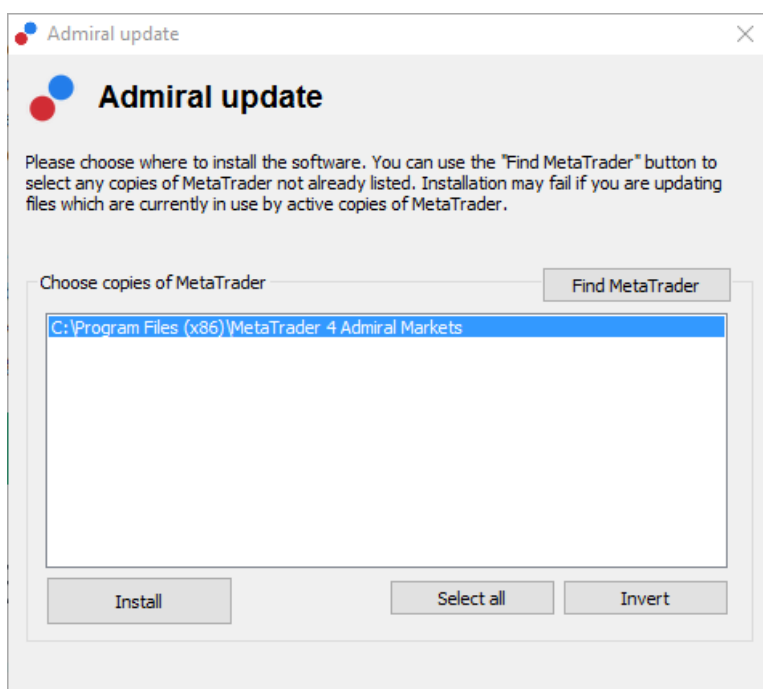 Admiral update
Admiral update
Please choose where to install the software. You can use the "Find MetaTrader" button to
select any copies of MetaTrader not already listed. Installation may fail if you are updating
files which are currently in use by active copies of MetaTrader.
Choose copies of MetaTrader
Find MetaTrader
C:\Program Files (x86)\MetaTrader 4 Admiral Markets
Install
Select all
Invert